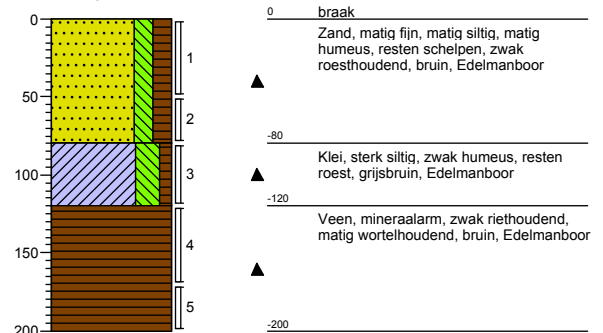 0
50
100
150
200
1
2
3
4
5
0 braak
Zand, matig fijn, matig siltig, matig
humeus, resten schelpen, zwak
roesthoudend, bruin, Edelmanboor
-80
Klei, sterk siltig, zwak humeus, resten
roest, grijsbruin, Edelmanboor
-120
Veen, mineraalarm, zwak riethoudend,
matig wortelhoudend, bruin, Edelmanboor
-200